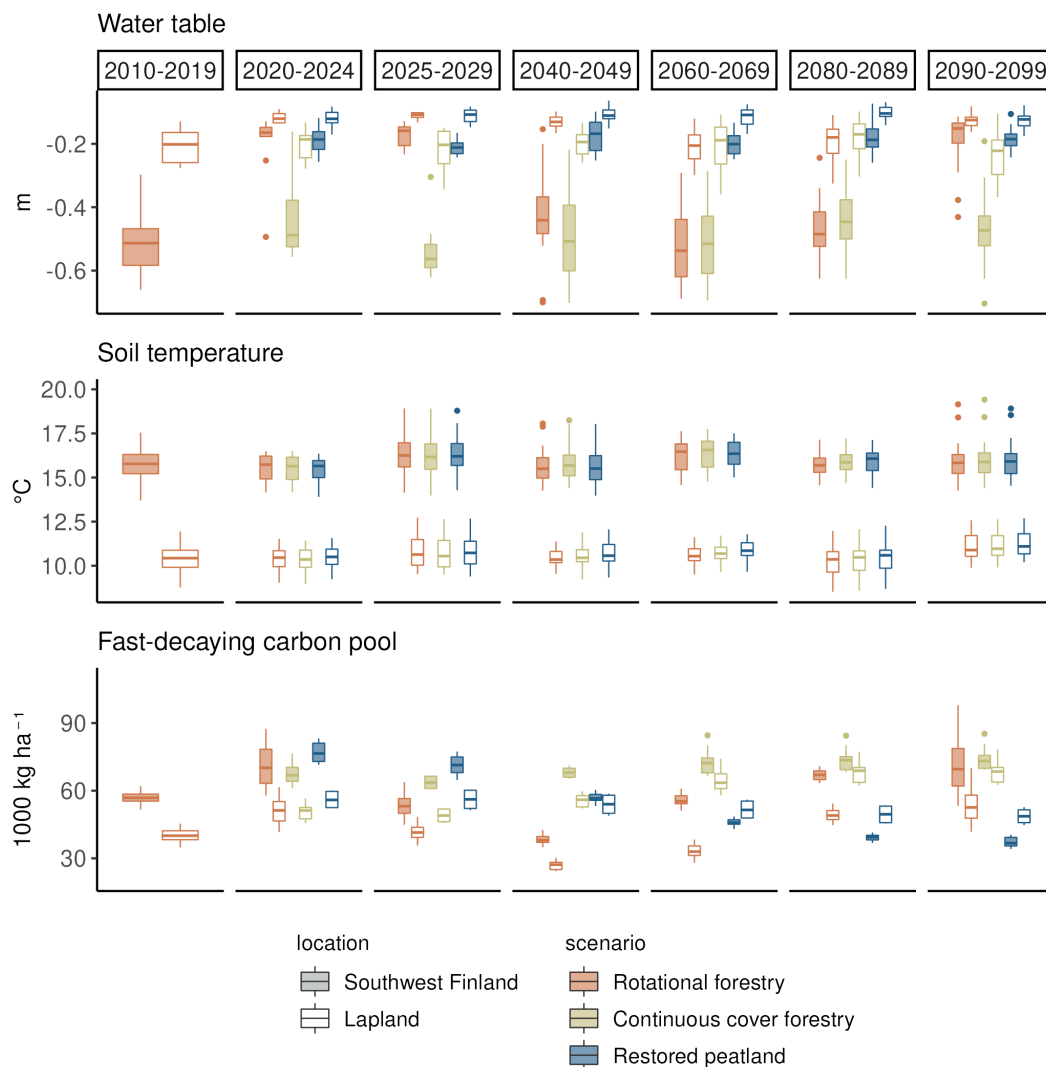 Water table
2010-2019 2020-2024 2025-2029 2040-2049 2060-2069 2080-2089 2090-2099
-0.2
-0.4
-0.6
m
Soil temperature
20.0
17.5
15.0
12.5
10.0
°C
Fast-decaying carbon pool
90
60
30
1000 kg ha⁻¹
location
Southwest Finland
Lapland
scenario
Rotational forestry
Continuous cover forestry
Restored peatland